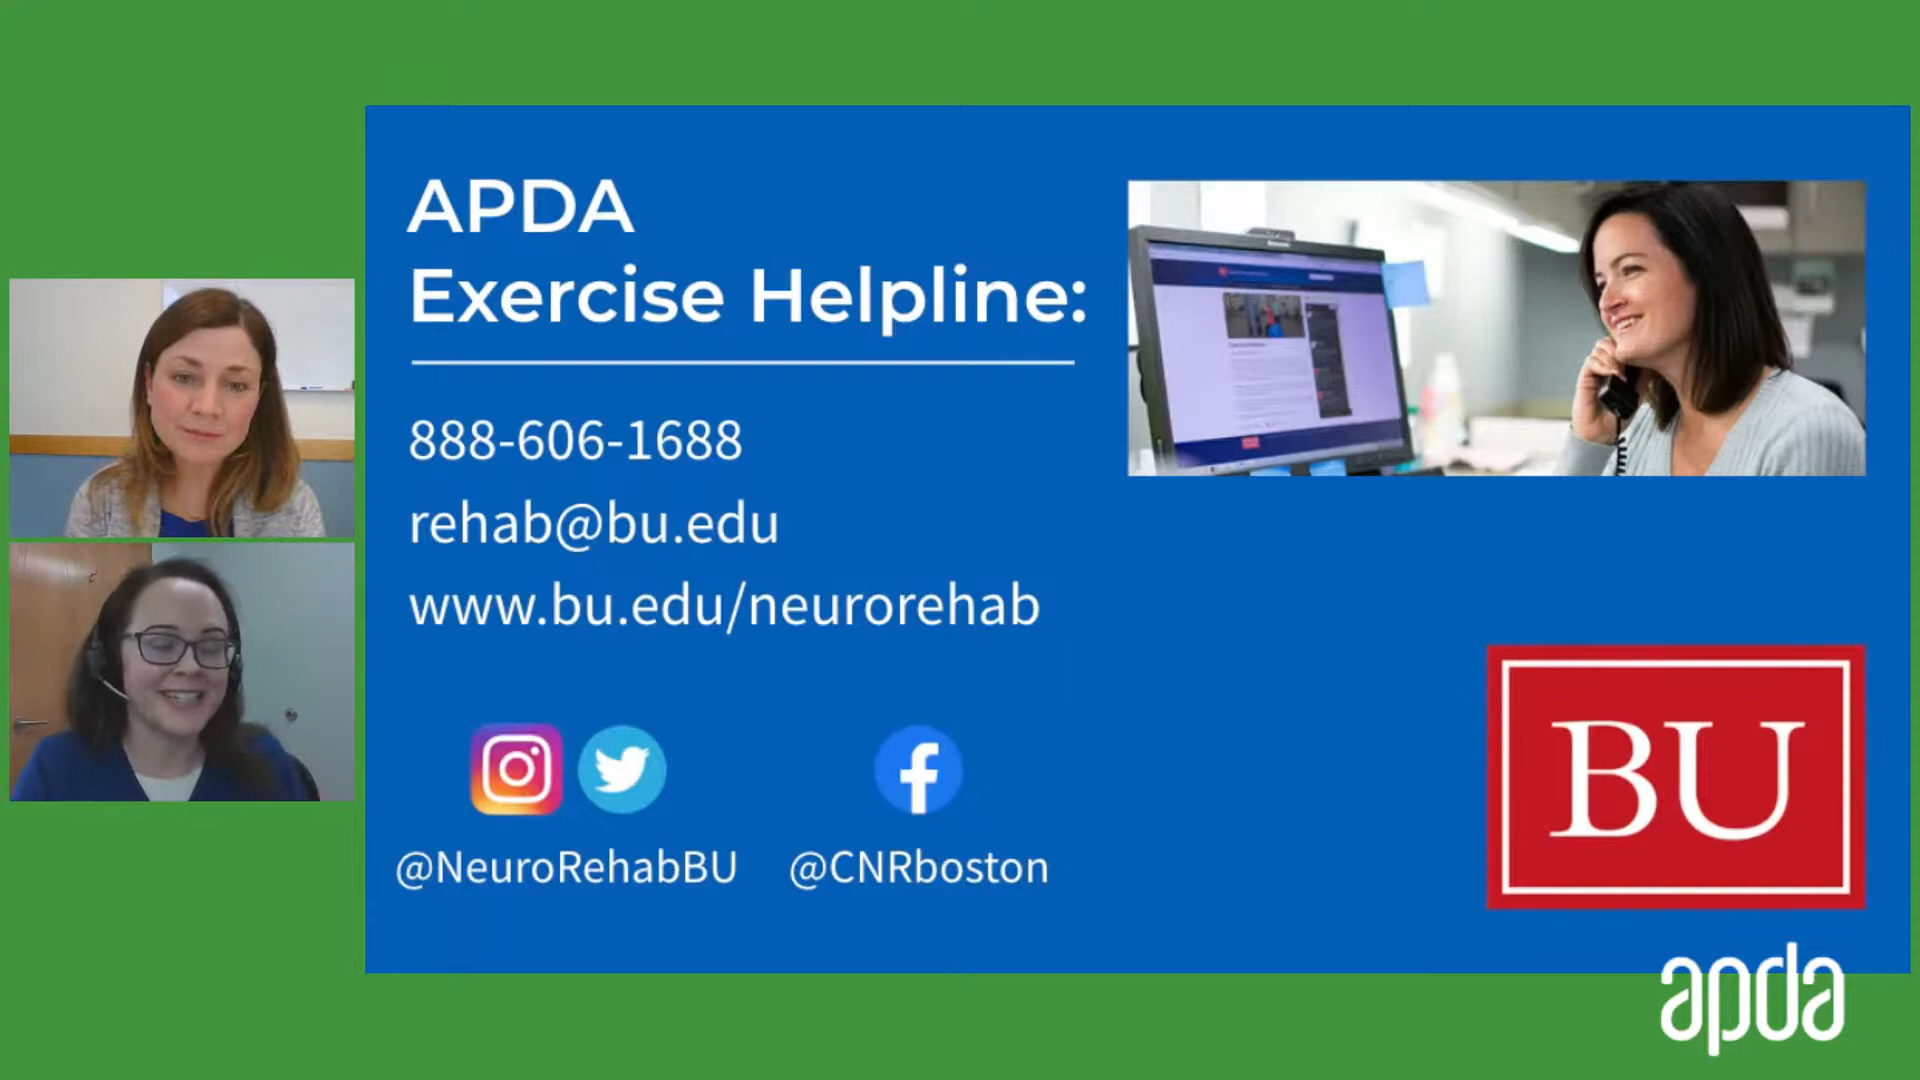 APDA
Exercise Helpline:
888-606-1688
rehab@bu.edu
www.bu.edu/neurorehab
@NeuroRehabBU
@CNRboston
BU
apda